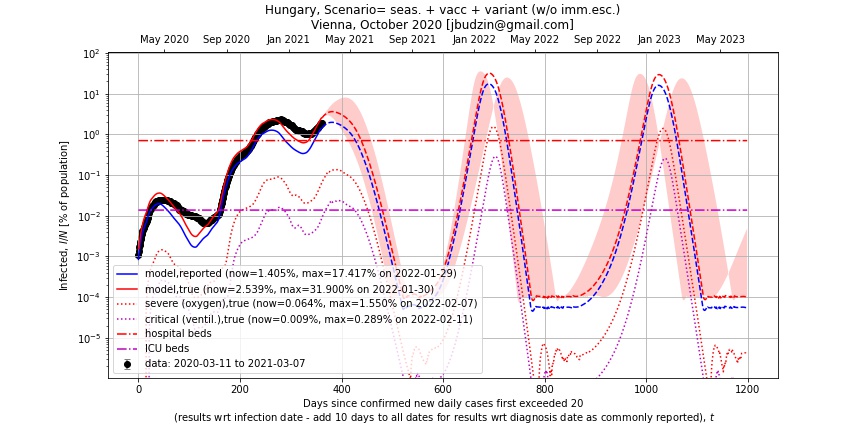 Hungary, Scenario= seas. + vacc + variant (w/o imm.esc.)
Vienna, October 2020 [jbudzin@gmail.com]
May 2020 Sep 2020 Jan 2021 May 2021 Sep 2021 Jan 2022 May 2022 Sep 2022 Jan 2023 May 2023
10^2
10^1
10^0
10^-1
10^-2
10^-3
10^-4
10^-5
Infected, I/N [% of population]
model,reported (now=1.405%, max=17.417% on 2022-01-29)
model,true (now=2.539%, max=31.900% on 2022-01-30)
severe (oxygen),true (now=0.064%, max=1.550% on 2022-02-07)
critical (ventil.),true (now=0.009%, max=0.289% on 2022-02-11)
hospital beds
ICU beds
data: 2020-03-11 to 2021-03-07
0 200 400 600 800 1000 1200
Days since confirmed new daily cases first exceeded 20
(results wrt infection date - add 10 days to all dates for results wrt diagnosis date as commonly reported), t